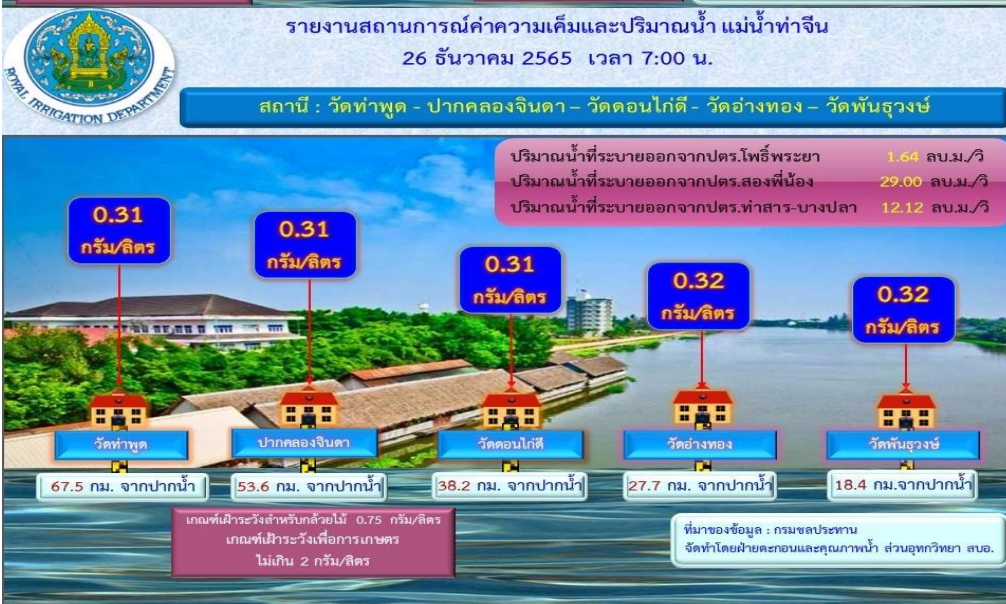 รายงานสถานการณ์ค่าความเค็มและปริมาณน้ำ แม่น้ำท่าจีน
26 ธันวาคม 2565 เวลา 7:00 น.
ROYAL IRRIGATION DEPARTMENT
สถานี : วัดท่าพูด - ปากคลองจินดา – วัดดอนไก่ดี - วัดอ่างทอง – วัดพันธุวงษ์
ปริมาณน้ำที่ระบายออกจากปตร.โพธิ์พระยา 1.64 ลบ.ม./วิ
ปริมาณน้ำที่ระบายออกจากปตร.สองพี่น้อง 29.00 ลบ.ม./วิ
ปริมาณน้ำที่ระบายออกจากปตร.ท่าสาร-บางปลา 12.12 ลบ.ม./วิ
0.31
กรัม/ลิตร
0.31
กรัม/ลิตร
0.31
กรัม/ลิตร
0.32
กรัม/ลิตร
0.32
กรัม/ลิตร
วัดท่าพูด
ปากคลองจินดา
วัดดอนไก่ดี
วัดอ่างทอง
วัดพันธุวงษ์
67.5 กม. จากปากน้ำ
53.6 กม. จากปากน้ำ
38.2 กม. จากปากน้ำ
27.7 กม. จากปากน้ำ
18.4 กม.จากปากน้ำ
เกณฑ์เฝ้าระวังสำหรับกล้วยไม้ 0.75 กรัม/ลิตร
เกณฑ์เฝ้าระวังเพื่อการเกษตร
ไม่เกิน 2 กรัม/ลิตร
ที่มาของข้อมูล : กรมชลประทาน
จัดทำโดยฝ่ายตะกอนและคุณภาพน้ำ ส่วนอุทกวิทยา สบอ.